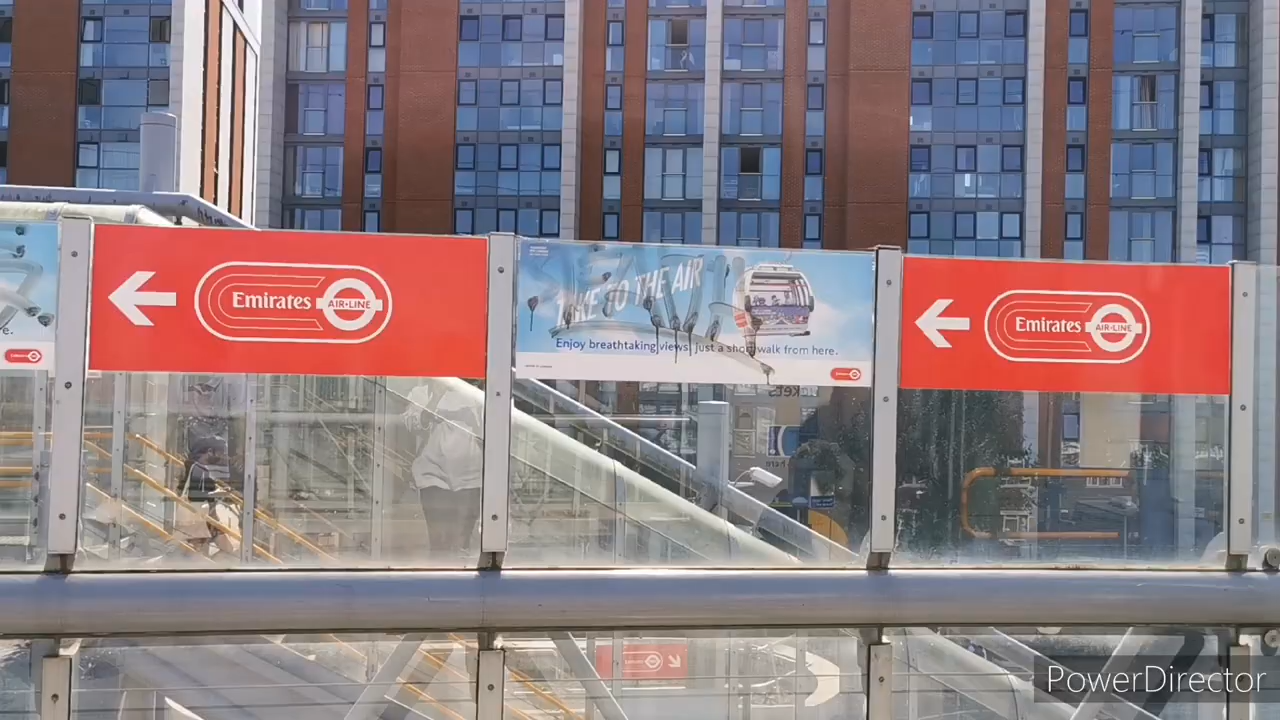 Emirates AIR-LINE
TAKE TO THE AIR
Enjoy breathtaking views, just a short walk from here.
Emirates AIR-LINE
e.
PowerDirector